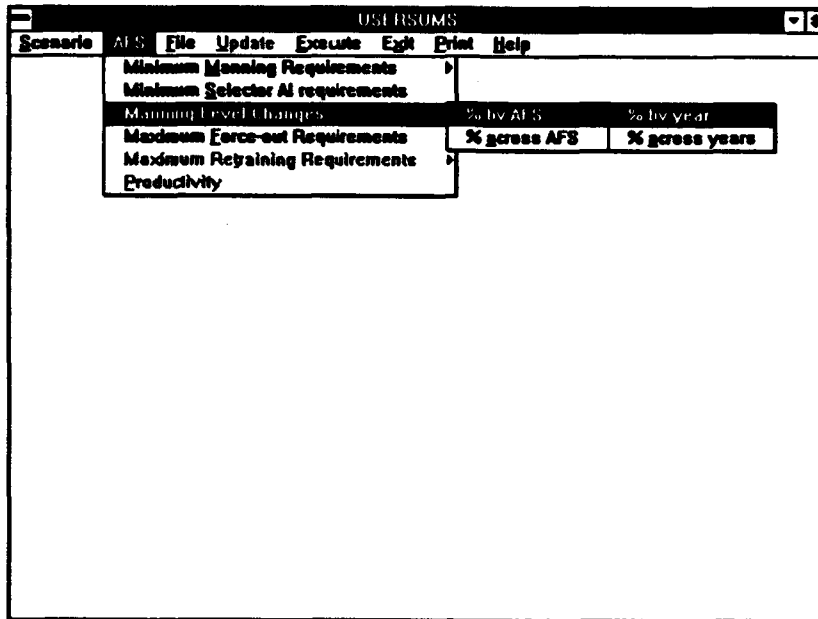 USERSUMS
Scenario AFS File Update Execute Exit Print Help
Minimum Manning Requirements
Minimum Selector AI requirements
Manning Level Changes % by AFS % by year
Maximum Force-out Requirements % across AFS % across years
Maximum Retraining Requirements
Productivity